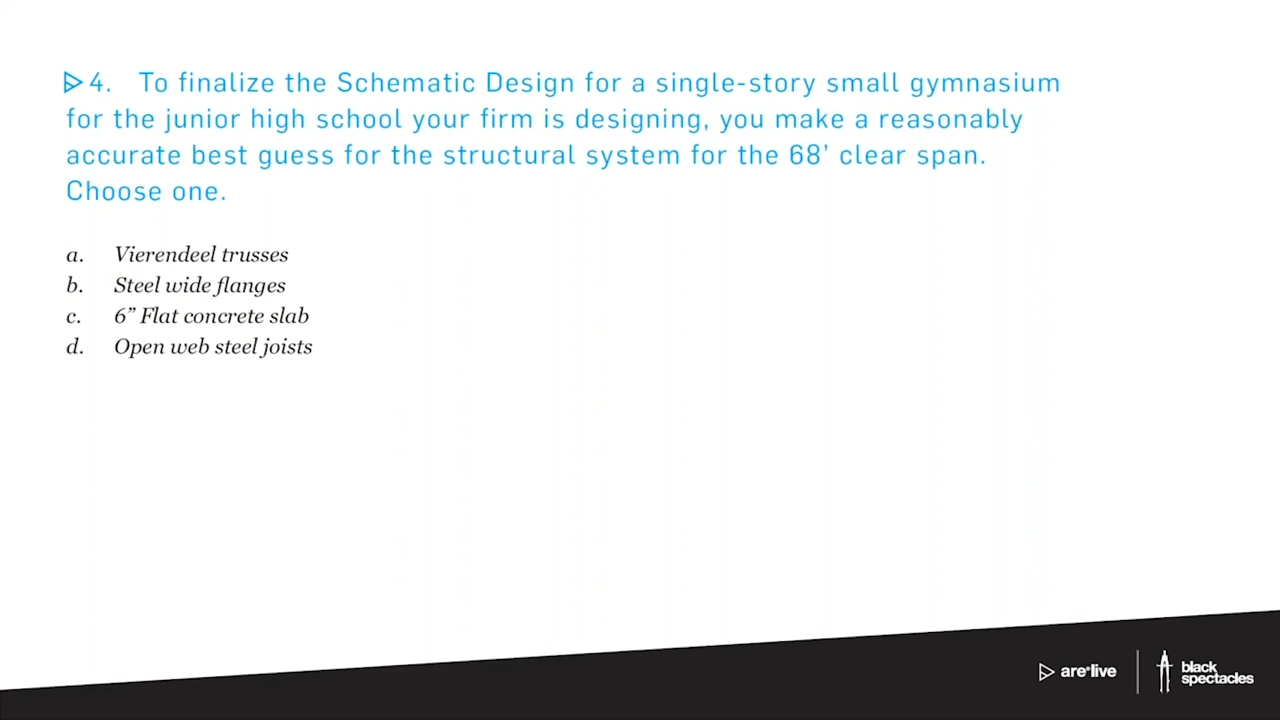 4. To finalize the Schematic Design for a single-story small gymnasium
for the junior high school your firm is designing, you make a reasonably
accurate best guess for the structural system for the 68’ clear span.
Choose one.
a. Vierendeel trusses
b. Steel wide flanges
c. 6” Flat concrete slab
d. Open web steel joists
are®live
black
spectacles